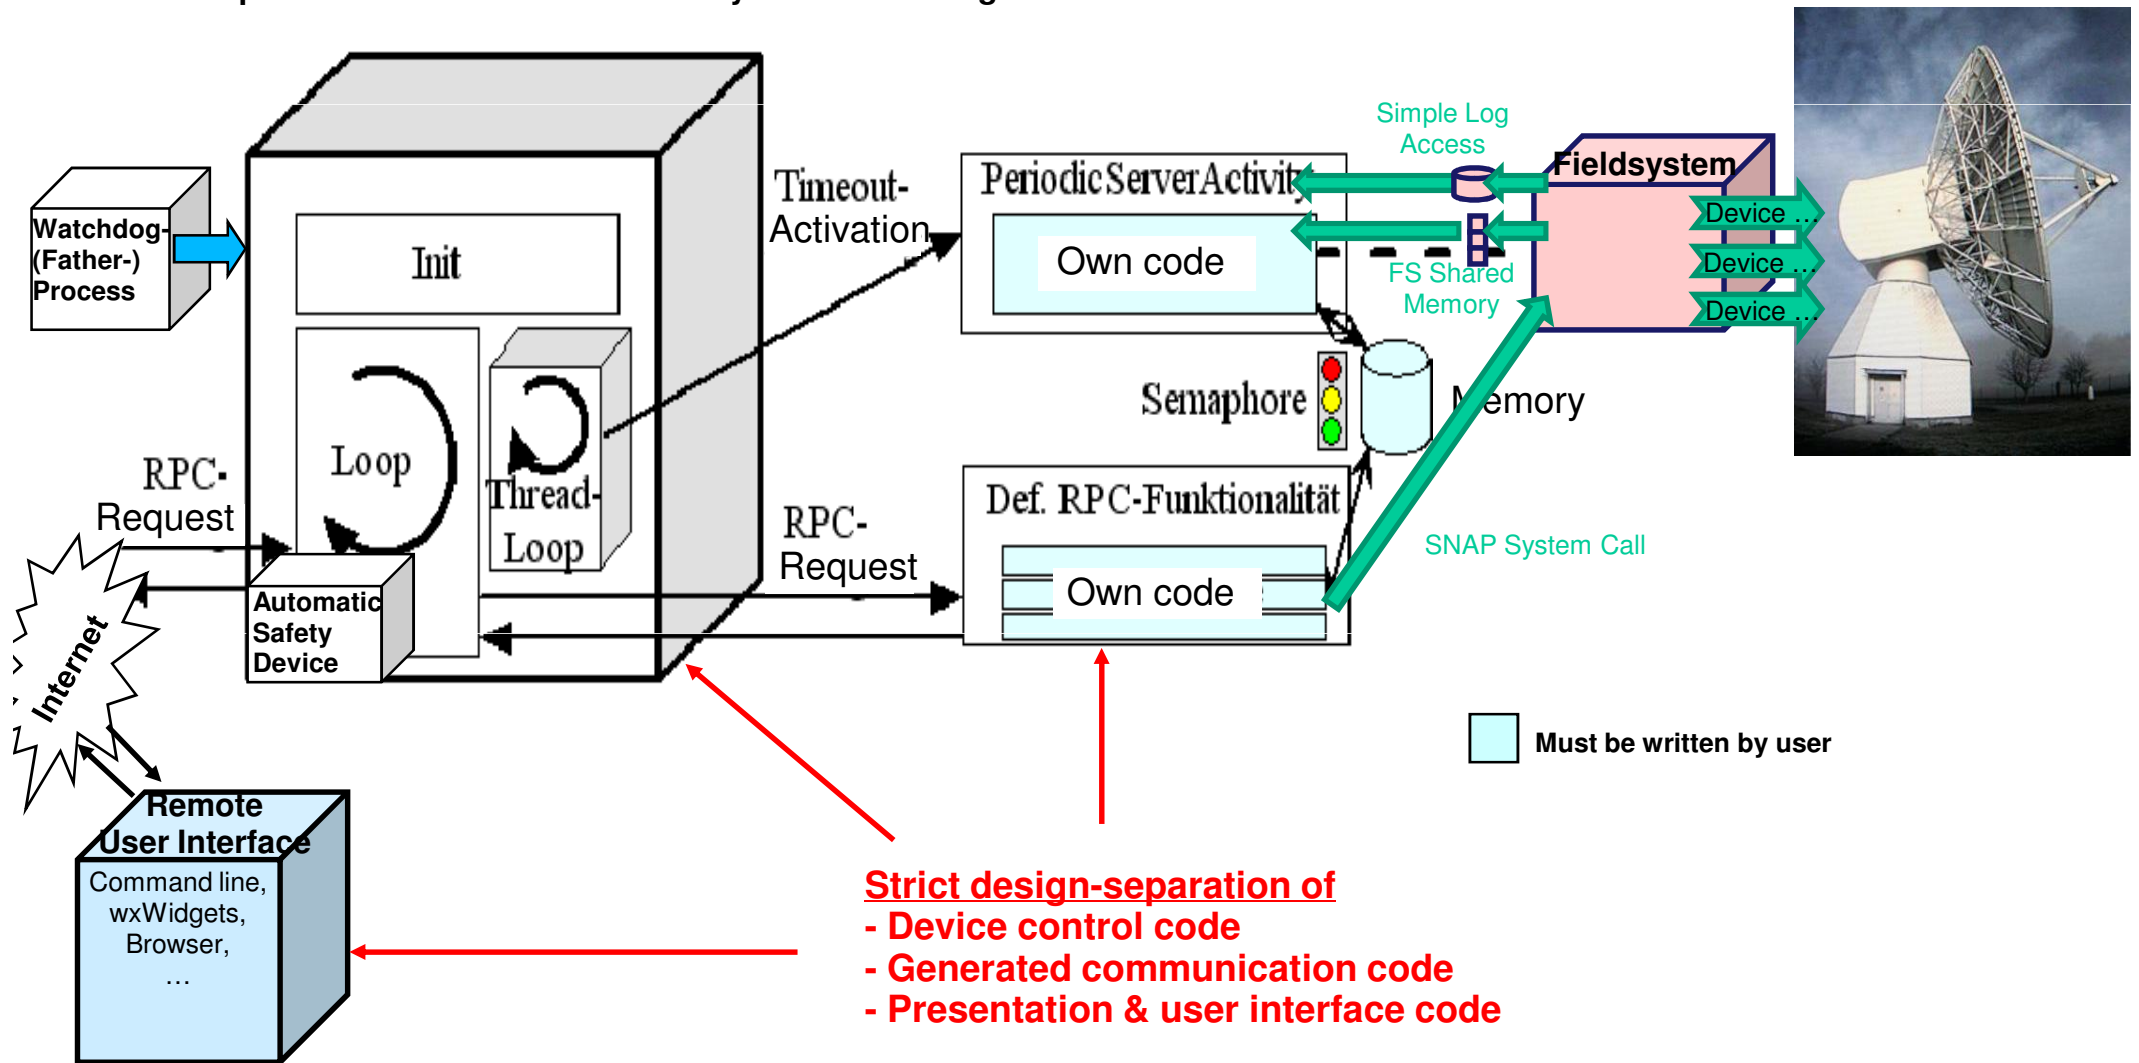 Simple Log
Access
Fieldsystem
Timeout-
Activation
PeriodicServerActivity
Device ...
Device ...
Device ...
Watchdog-
(Father-)
Process
Init
Own code
FS Shared
Memory
Semaphore
Memory
Loop
Thread-
Loop
RPC-
Request
RPC-
Request
Def. RPC-Funktionalität
Own code
SNAP System Call
Automatic
Safety
Device
Internet
Must be written by user
Remote
User Interface
Command line,
wxWidgets,
Browser,
...
Strict design-separation of
- Device control code
- Generated communication code
- Presentation & user interface code